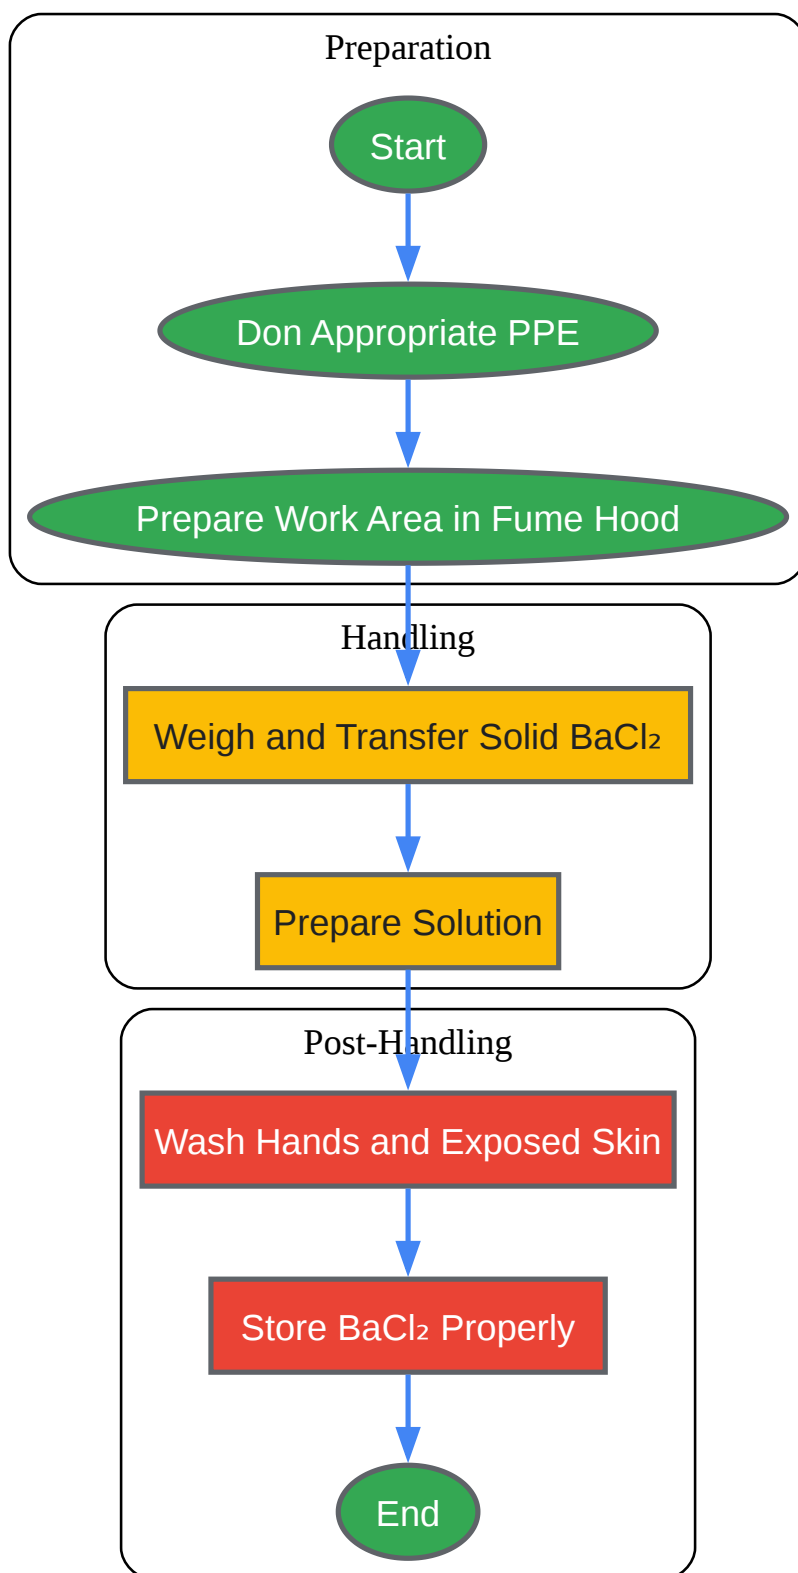 Preparation
Start
Don Appropriate PPE
Prepare Work Area in Fume Hood
Handling
Weigh and Transfer Solid BaCl₂
Prepare Solution
Post-Handling
Wash Hands and Exposed Skin
Store BaCl₂ Properly
End